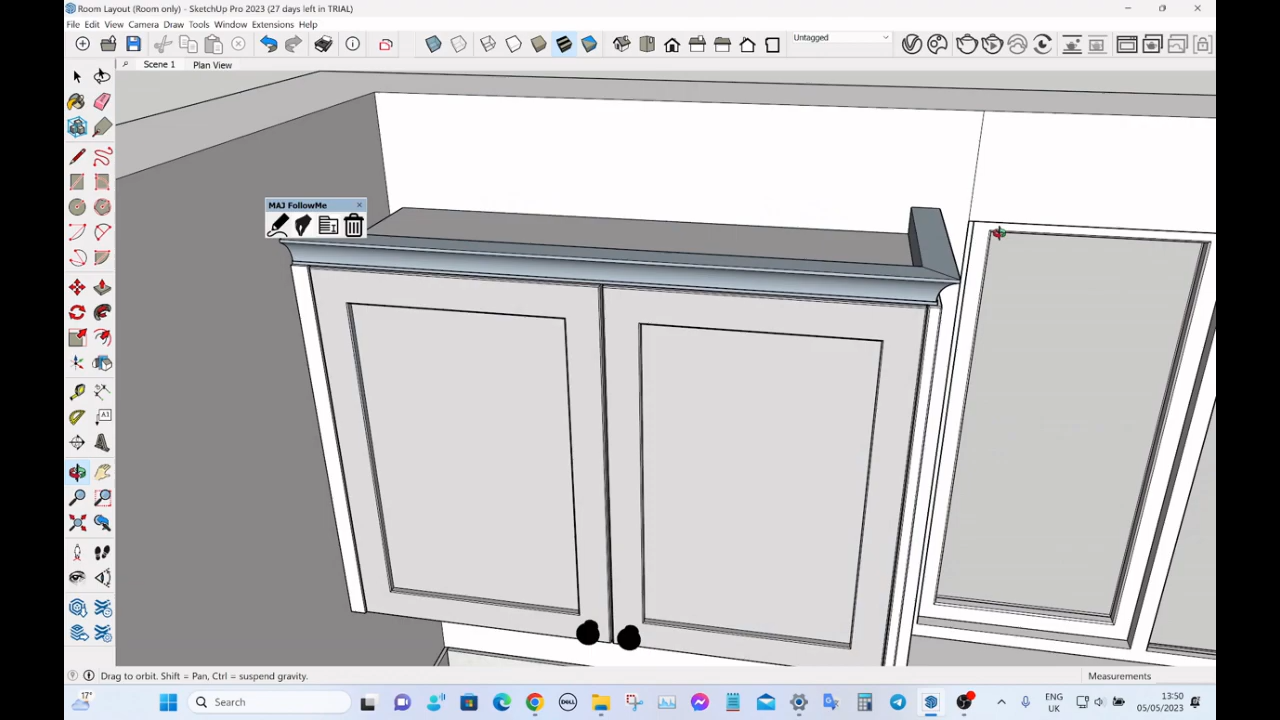 Room Layout (Room only) - SketchUp Pro 2023 (27 days left in TRIAL)
File Edit View Camera Draw Tools Window Extensions Help
Untagged
Scene 1 Plan View
MAJ FollowMe
A1
Drag to orbit. Shift = Pan, Ctrl = suspend gravity.
Measurements
17°
Search
DELL
ENG
UK
13:50
05/05/2023